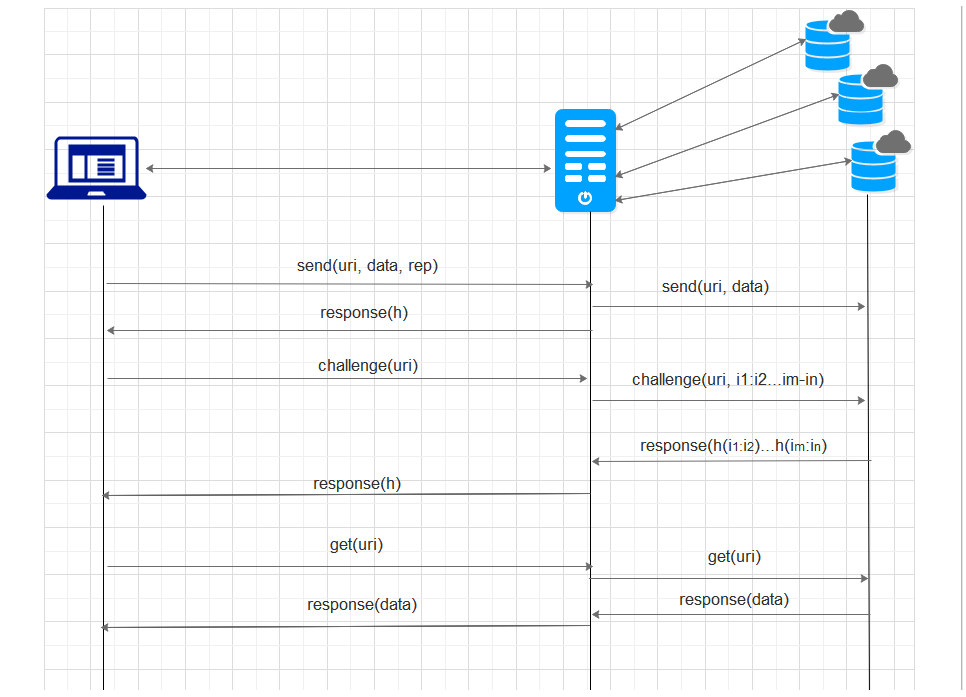 send(uri, data, rep)
send(uri, data)
response(h)
challenge(uri)
challenge(uri, i1:i2...im-in)
response(h(i1:i2)...h(im:in)
response(h)
get(uri)
get(uri)
response(data)
response(data)